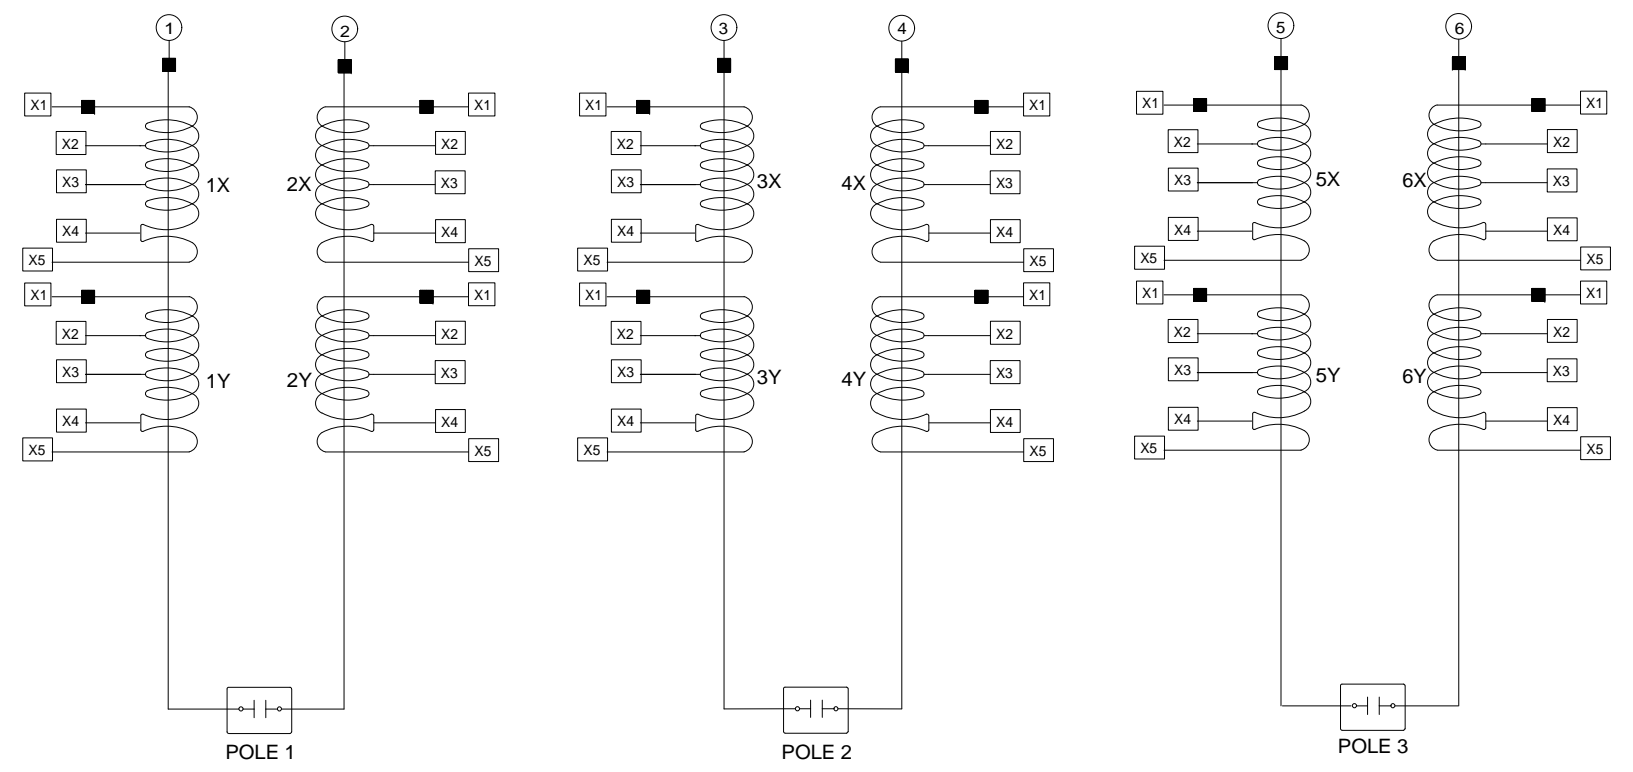 1 2 3 4 5 6
X1 X1 X1 X1 X1 X1
X2 X2 X2 X2 X2 X2
X3 1X 2X X3 X3 3X 4X X3 X3 5X 6X X3
X4 X4 X4 X4 X4 X4
X5 X5 X5 X5 X5 X5
X1 X1 X1 X1 X1 X1
X2 X2 X2 X2 X2 X2
X3 1Y 2Y X3 X3 3Y 4Y X3 X3 5Y 6Y X3
X4 X4 X4 X4 X4 X4
X5 X5 X5 X5 X5 X5
POLE 1 POLE 2 POLE 3